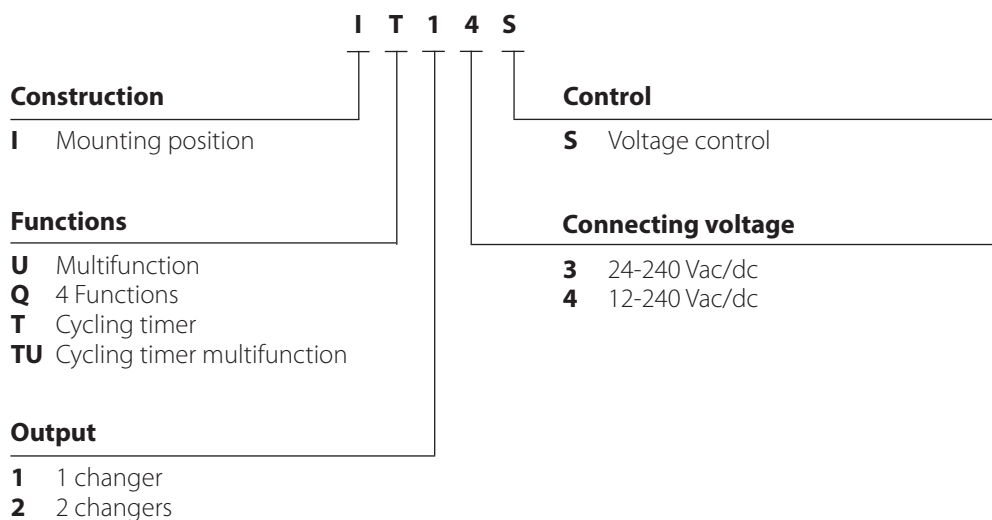 I T 1 4 S
Construction
I Mounting position
Functions
U Multifunction
Q 4 Functions
T Cycling timer
TU Cycling timer multifunction
Output
1 1 changer
2 2 changers
Control
S Voltage control
Connecting voltage
3 24-240 Vac/dc
4 12-240 Vac/dc